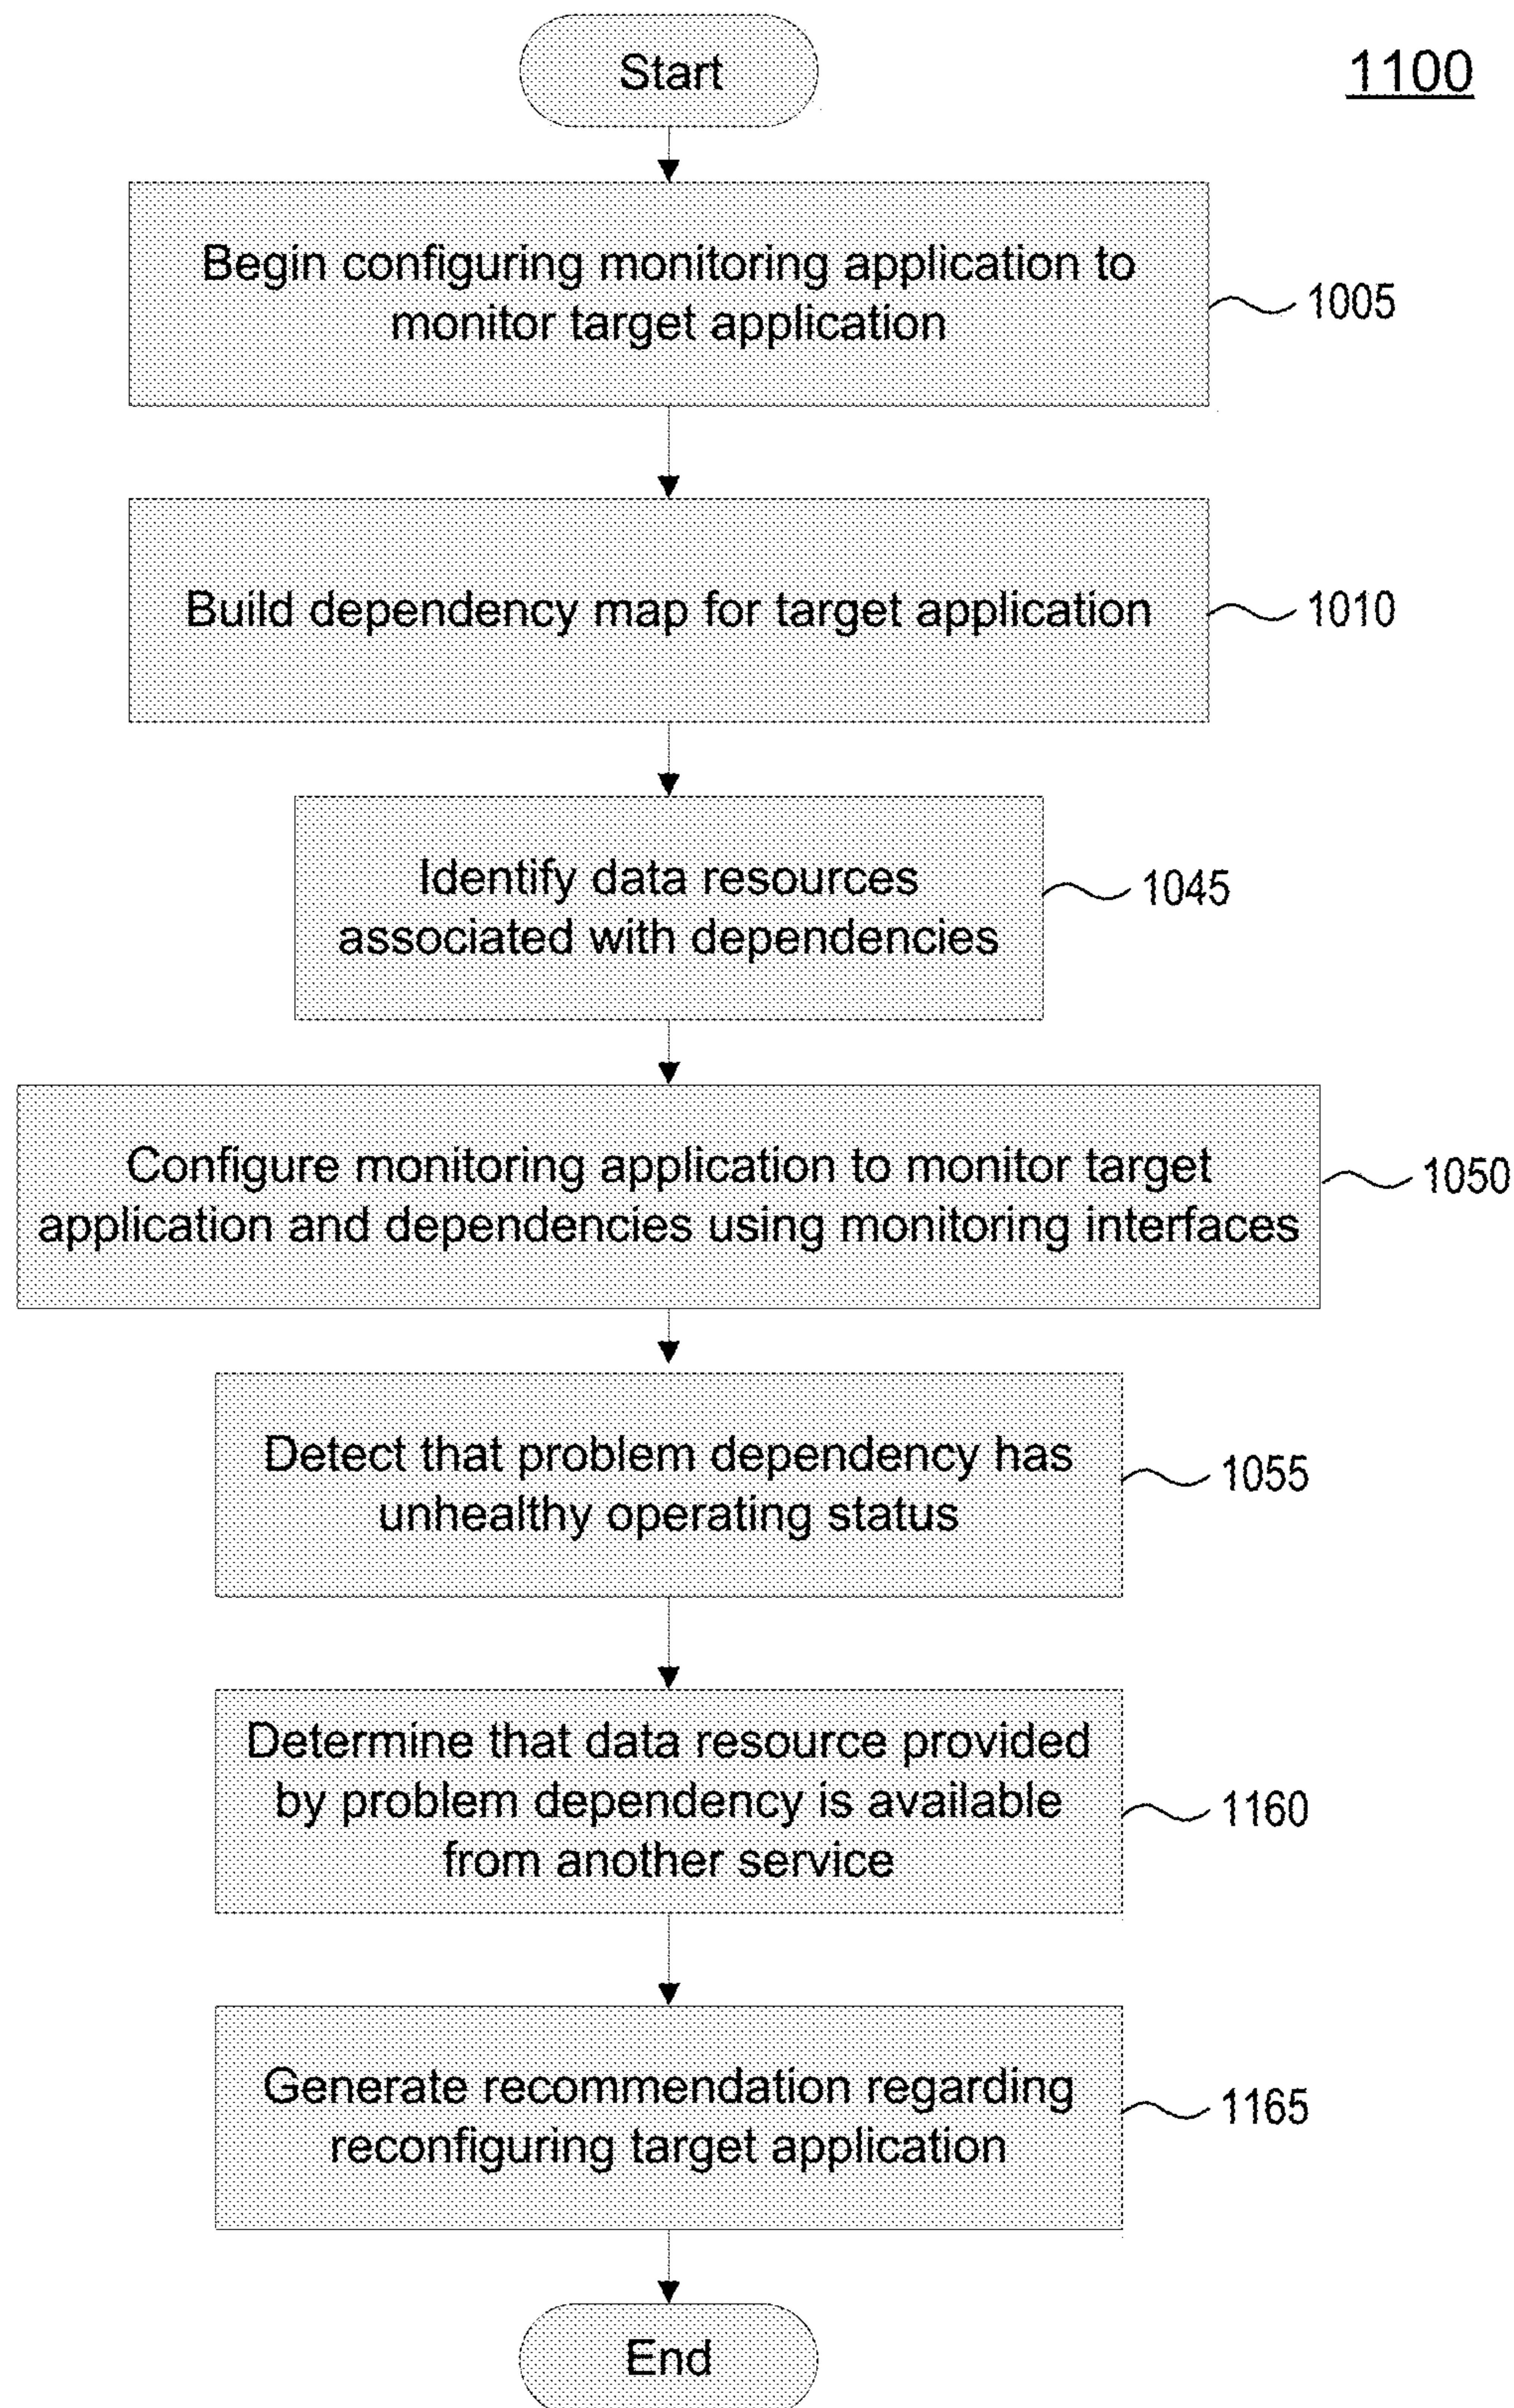 Start
1100
Begin configuring monitoring application to
monitor target application
1005
Build dependency map for target application
1010
Identify data resources
associated with dependencies
1045
Configure monitoring application to monitor target
application and dependencies using monitoring interfaces
1050
Detect that problem dependency has
unhealthy operating status
1055
Determine that data resource provided
by problem dependency is available
from another service
1160
Generate recommendation regarding
reconfiguring target application
1165
End